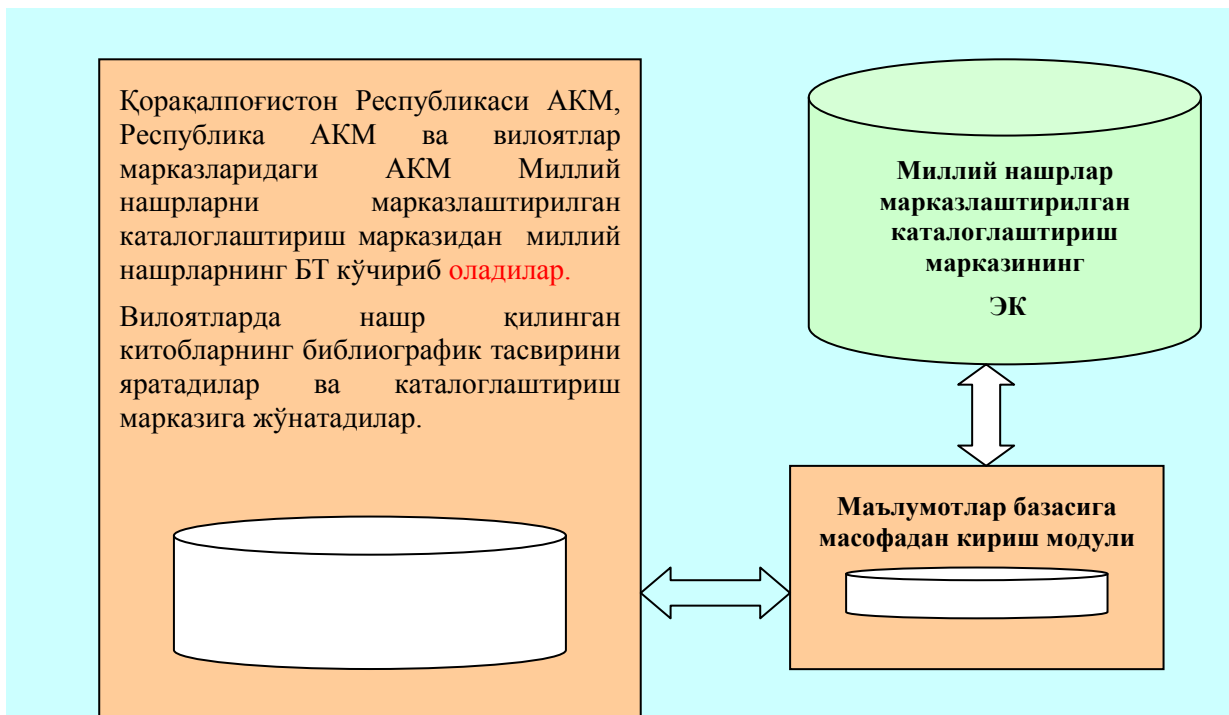 Қорақалпоғистон Республикаси АКМ,
Республика АКМ ва вилоятлар
марказларидаги АКМ Миллий
нашрларни марказлаштирилган
каталоглаштириш марказидан миллий
нашрларнинг БТ кўчириб оладилар.
Вилоятларда нашр қилинган
китобларнинг библиографик тасвирини
яратадилар ва каталоглаштириш
марказига жўнатадилар.
Миллий нашрлар
марказлаштирилган
каталоглаштириш
марказининг
ЭК
Маълумотлар базасига
масофадан кириш модули